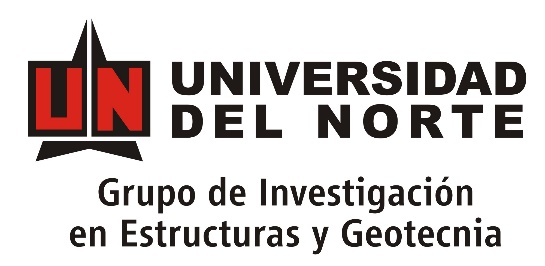 UN UNIVERSIDAD
DEL NORTE
Grupo de Investigación
en Estructuras y Geotecnia